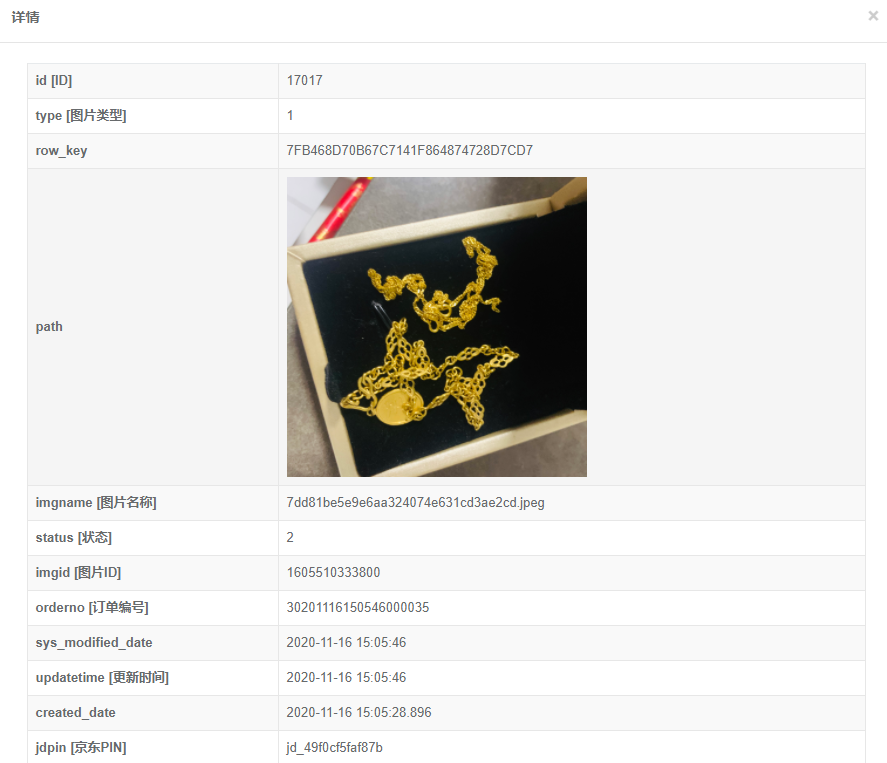 详情
×
id [ID] 17017
type [图片类型] 1
row_key 7FB468D70B67C7141F864874728D7CD7
path
imgname [图片名称] 7dd81be5e9e6aa324074e631cd3ae2cd.jpeg
status [状态] 2
imgid [图片ID] 1605510333800
orderno [订单编号] 30201116150546000035
sys_modified_date 2020-11-16 15:05:46
updatetime [更新时间] 2020-11-16 15:05:46
created_date 2020-11-16 15:05:28.896
jdpin [京东PIN] jd_49f0cf5faf87b